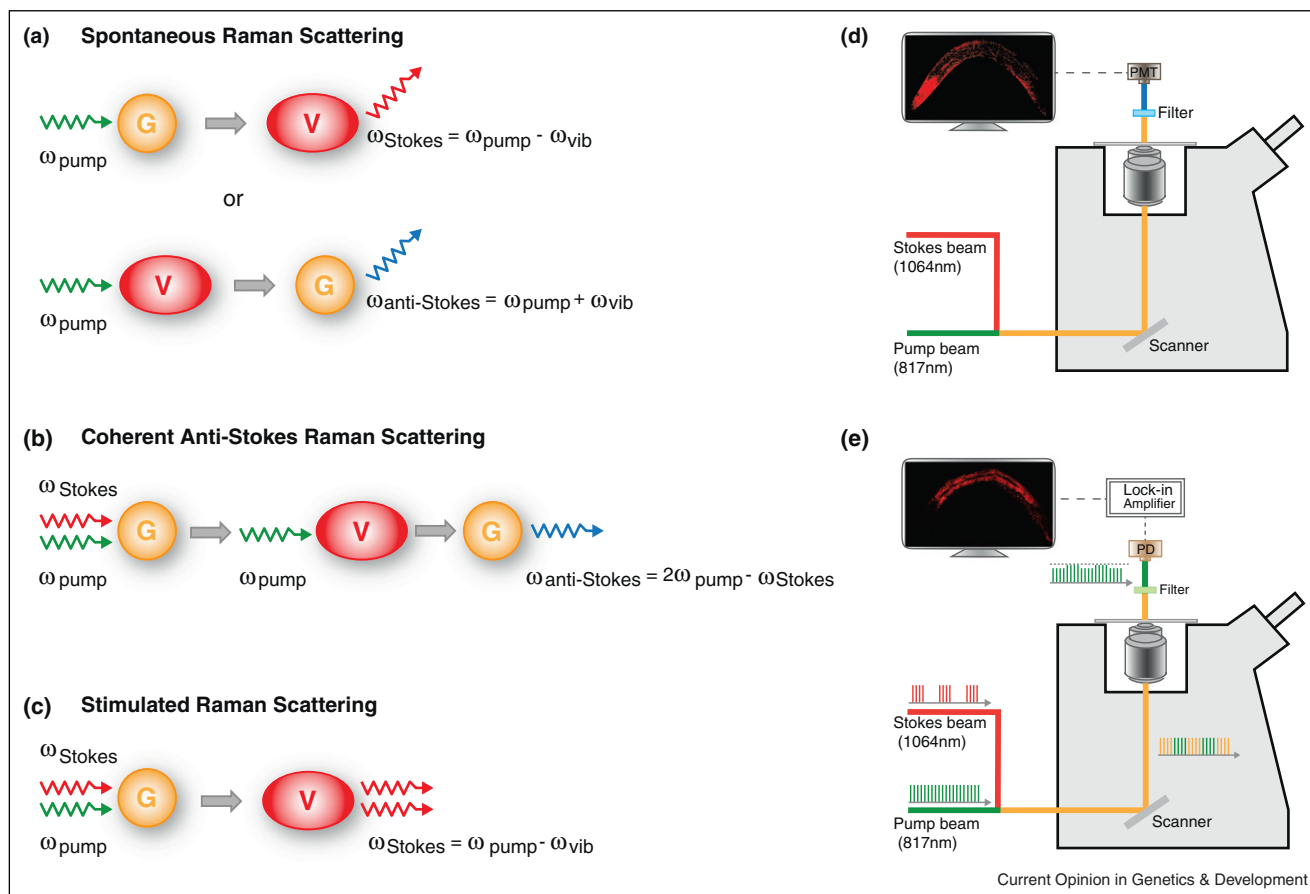 (a) Spontaneous Raman Scattering
G
V
ωpump
ωStokes = ωpump - ωvib
or
V
G
ωpump
ωanti-Stokes = ωpump + ωvib
(b) Coherent Anti-Stokes Raman Scattering
ωStokes
G
V
G
ωpump
ωpump
ωanti-Stokes = 2ωpump - ωStokes
(c) Stimulated Raman Scattering
ωStokes
G
V
ωpump
ωStokes = ωpump - ωvib
(d)
PMT
Filter
Stokes beam
(1064nm)
Pump beam
(817nm)
Scanner
(e)
Lock-in
Amplifier
PD
Filter
Stokes beam
(1064nm)
Pump beam
(817nm)
Scanner
Current Opinion in Genetics & Development